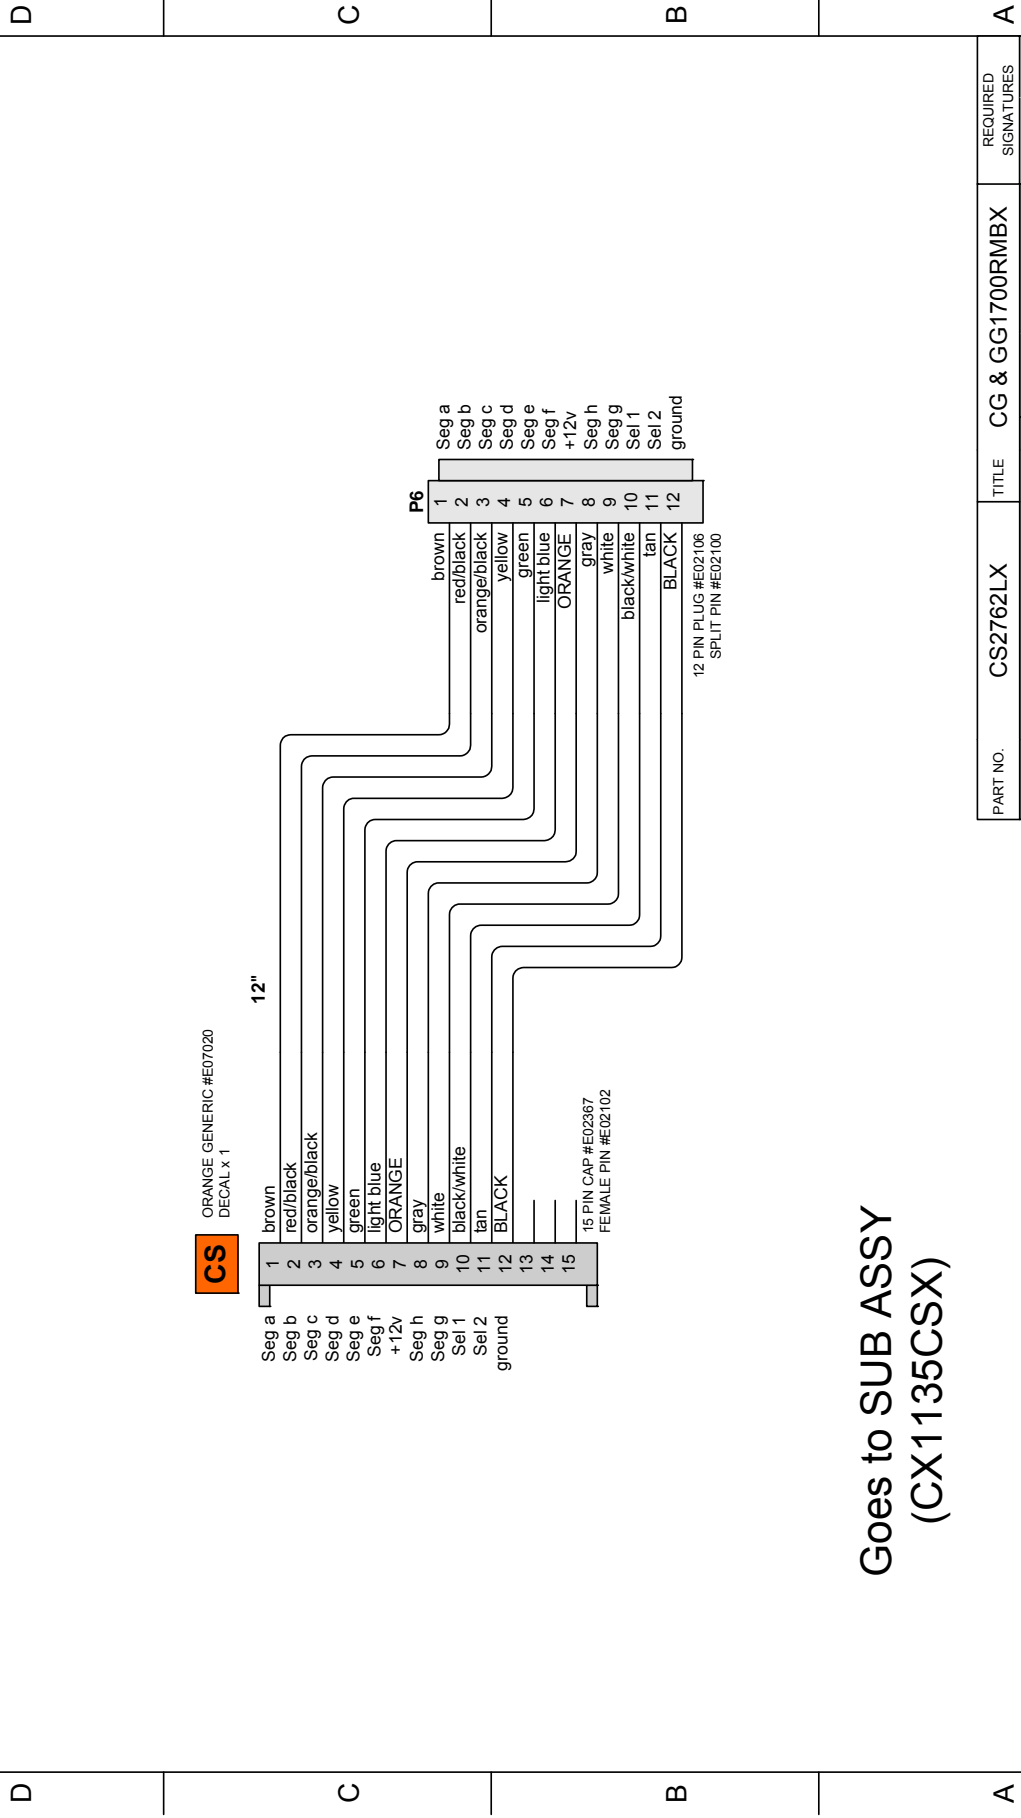 D
C
B
A
CS
ORANGE GENERIC #E07020
DECAL x 1
12"
Seg a 1 brown
Seg b 2 red/black
Seg c 3 orange/black
Seg d 4 yellow
Seg e 5 green
Seg f 6 light blue
+12v 7 ORANGE
Seg h 8 gray
Seg g 9 white
Sel 1 10 black/white
Sel 2 11 tan
ground 12 BLACK
13
14
15
15 PIN CAP #E02367
FEMALE PIN #E02102
P6
brown 1 Seg a
red/black 2 Seg b
orange/black 3 Seg c
yellow 4 Seg d
green 5 Seg e
light blue 6 Seg f
ORANGE 7 +12v
gray 8 Seg h
white 9 Seg g
black/white 10 Sel 1
tan 11 Sel 2
BLACK 12 ground
12 PIN PLUG #E02106
SPLIT PIN #E02100
Goes to SUB ASSY
(CX1135CSX)
PART NO. CS2762LX TITLE CG & GG1700RMBX REQUIRED
SIGNATURES
D
C
B
A